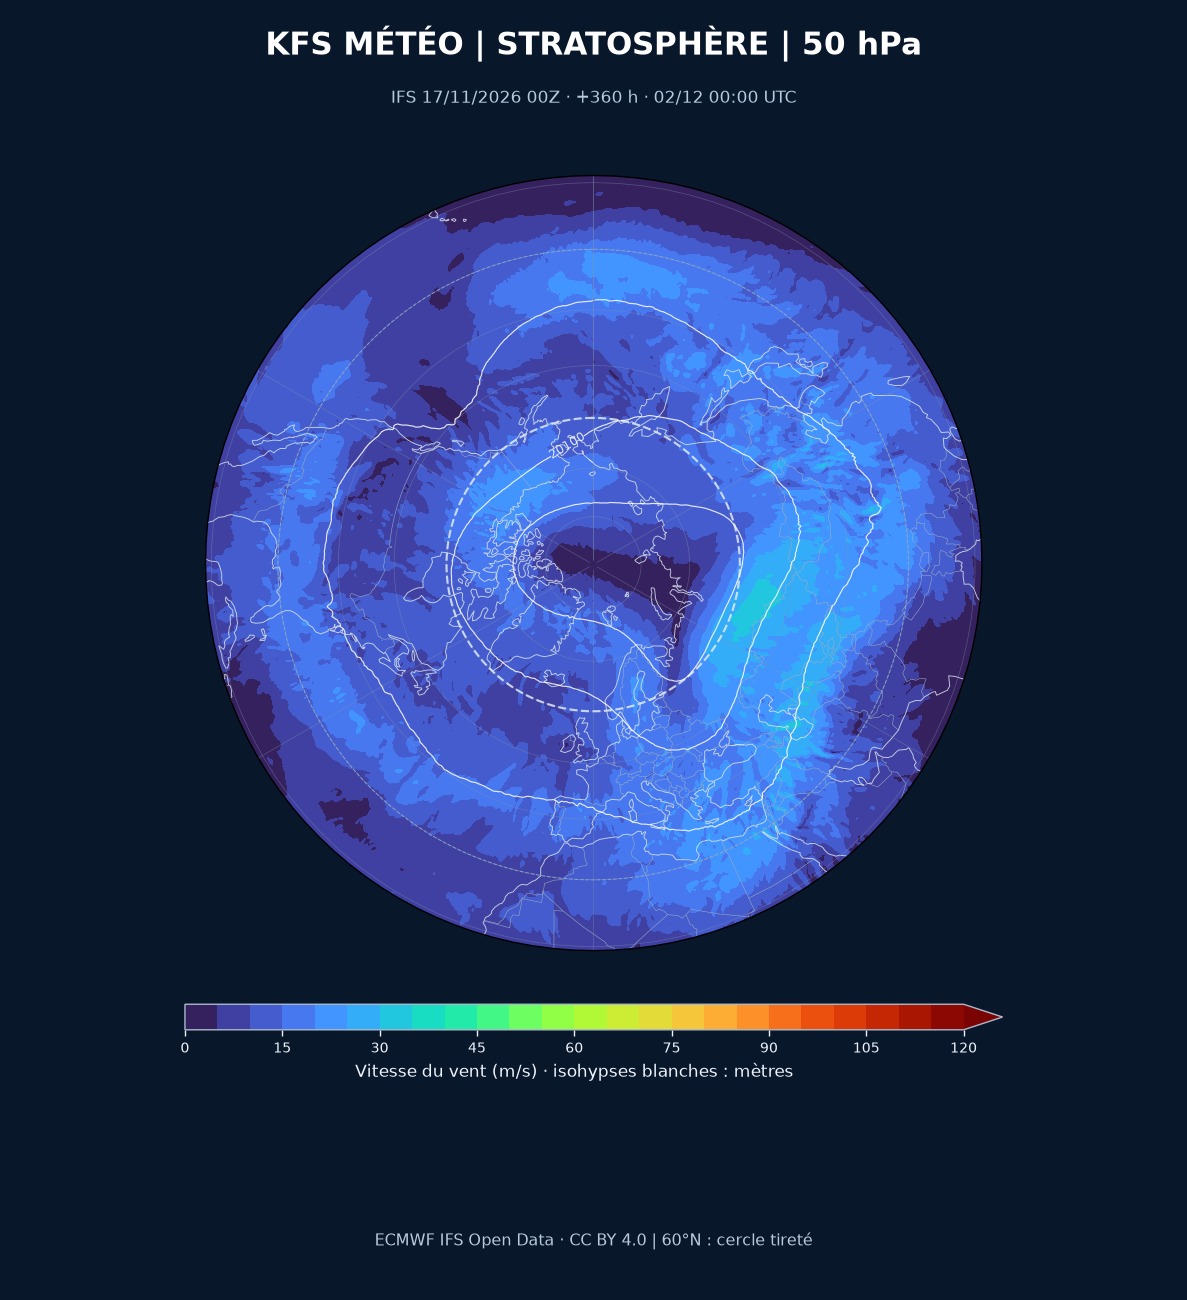 KFS MÉTÉO | STRATOSPHÈRE | 50 hPa
IFS 17/11/2026 00Z · +360 h · 02/12 00:00 UTC
0 15 30 45 60 75 90 105 120
Vitesse du vent (m/s) · isohypses blanches : mètres
ECMWF IFS Open Data · CC BY 4.0 | 60°N : cercle tireté